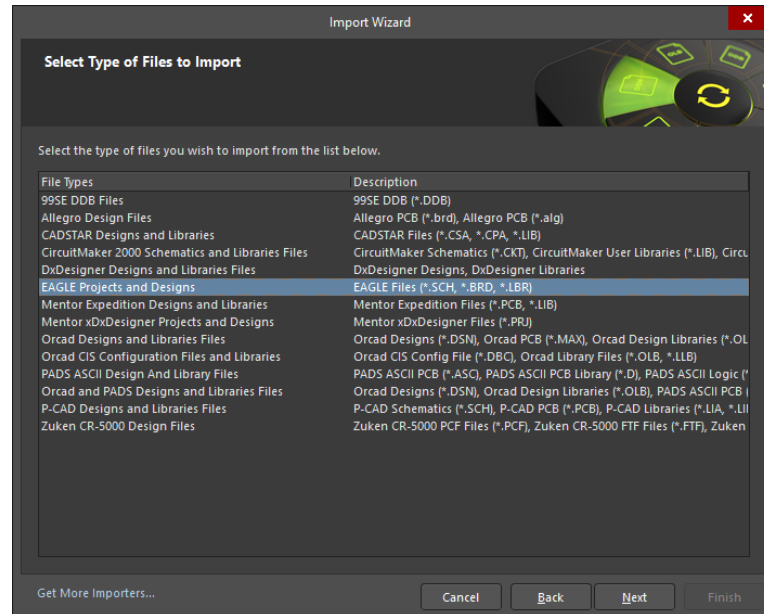 Import Wizard
Select Type of Files to Import
Select the type of files you wish to import from the list below.
File Types Description
99SE DDB Files 99SE DDB (*.DDB)
Allegro Design Files Allegro PCB (*.brd), Allegro PCB (*.alg)
CADSTAR Designs and Libraries CADSTAR Files (*.CSA, *.CPA, *.LIB)
CircuitMaker 2000 Schematics and Libraries Files CircuitMaker Schematics (*.CKT), CircuitMaker User Libraries (*.LIB), Circu
DxDesigner Designs and Libraries Files DxDesigner Designs, DxDesigner Libraries
EAGLE Projects and Designs EAGLE Files (*.SCH, *.BRD, *.LBR)
Mentor Expedition Designs and Libraries Mentor Expedition Files (*.PCB, *.LIB)
Mentor xDxDesigner Projects and Designs Mentor xDxDesigner Files (*.PRJ)
Orcad Designs and Libraries Files Orcad Designs (*.DSN), Orcad PCB (*.MAX), Orcad Design Libraries (*.OL
Orcad CIS Configuration Files and Libraries Orcad CIS Config File (*.DBC), Orcad Library Files (*.OLB, *.LLB)
PADS ASCII Design And Library Files PADS ASCII PCB (*.ASC), PADS ASCII PCB Library (*.D), PADS ASCII Logic (*
Orcad and PADS Designs and Libraries Files Orcad Designs (*.DSN), Orcad Design Libraries (*.OLB), PADS ASCII PCB (
P-CAD Designs and Libraries Files P-CAD Schematics (*.SCH), P-CAD PCB (*.PCB), P-CAD Libraries (*.LIA, *.LI
Zuken CR-5000 Design Files Zuken CR-5000 PCF Files (*.PCF), Zuken CR-5000 FTF Files (*.FTF), Zuken
Get More Importers... Cancel Back Next Finish